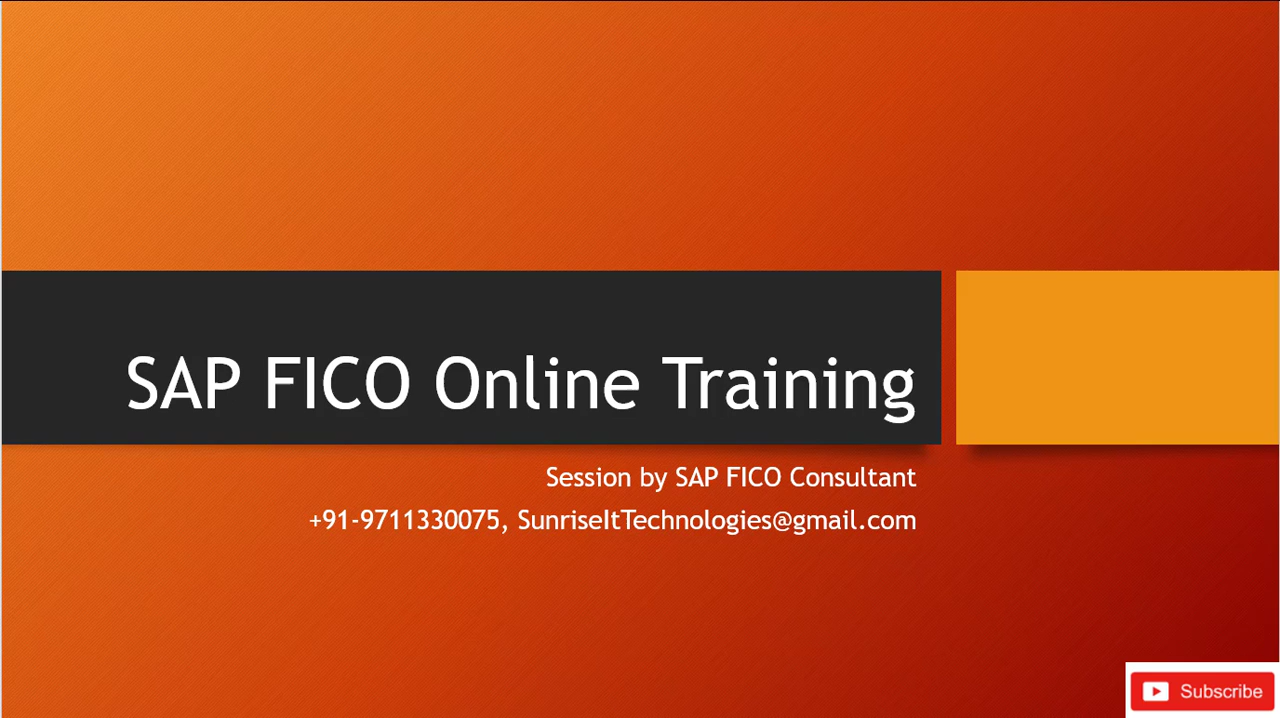 SAP FICO Online Training
Session by SAP FICO Consultant
+91-9711330075, SunriseItTechnologies@gmail.com
Subscribe